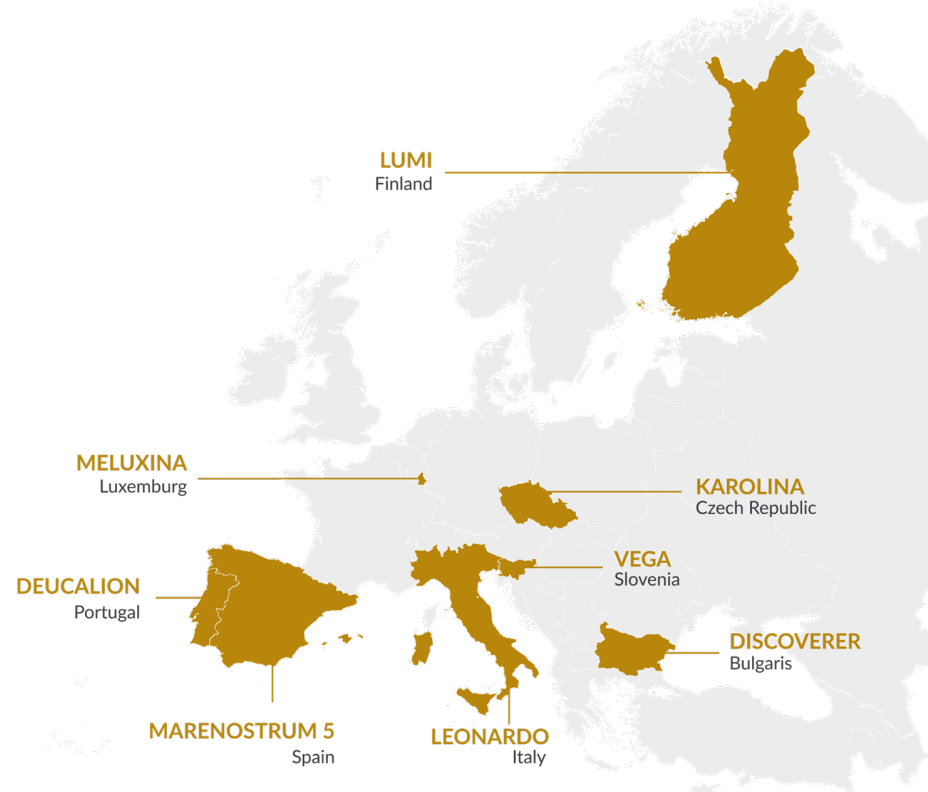 LUMI
Finland
MELUXINA
Luxemburg
KAROLINA
Czech Republic
VEGA
Slovenia
DEUCALION
Portugal
DISCOVERER
Bulgaris
MARENOSTRUM 5
Spain
LEONARDO
Italy